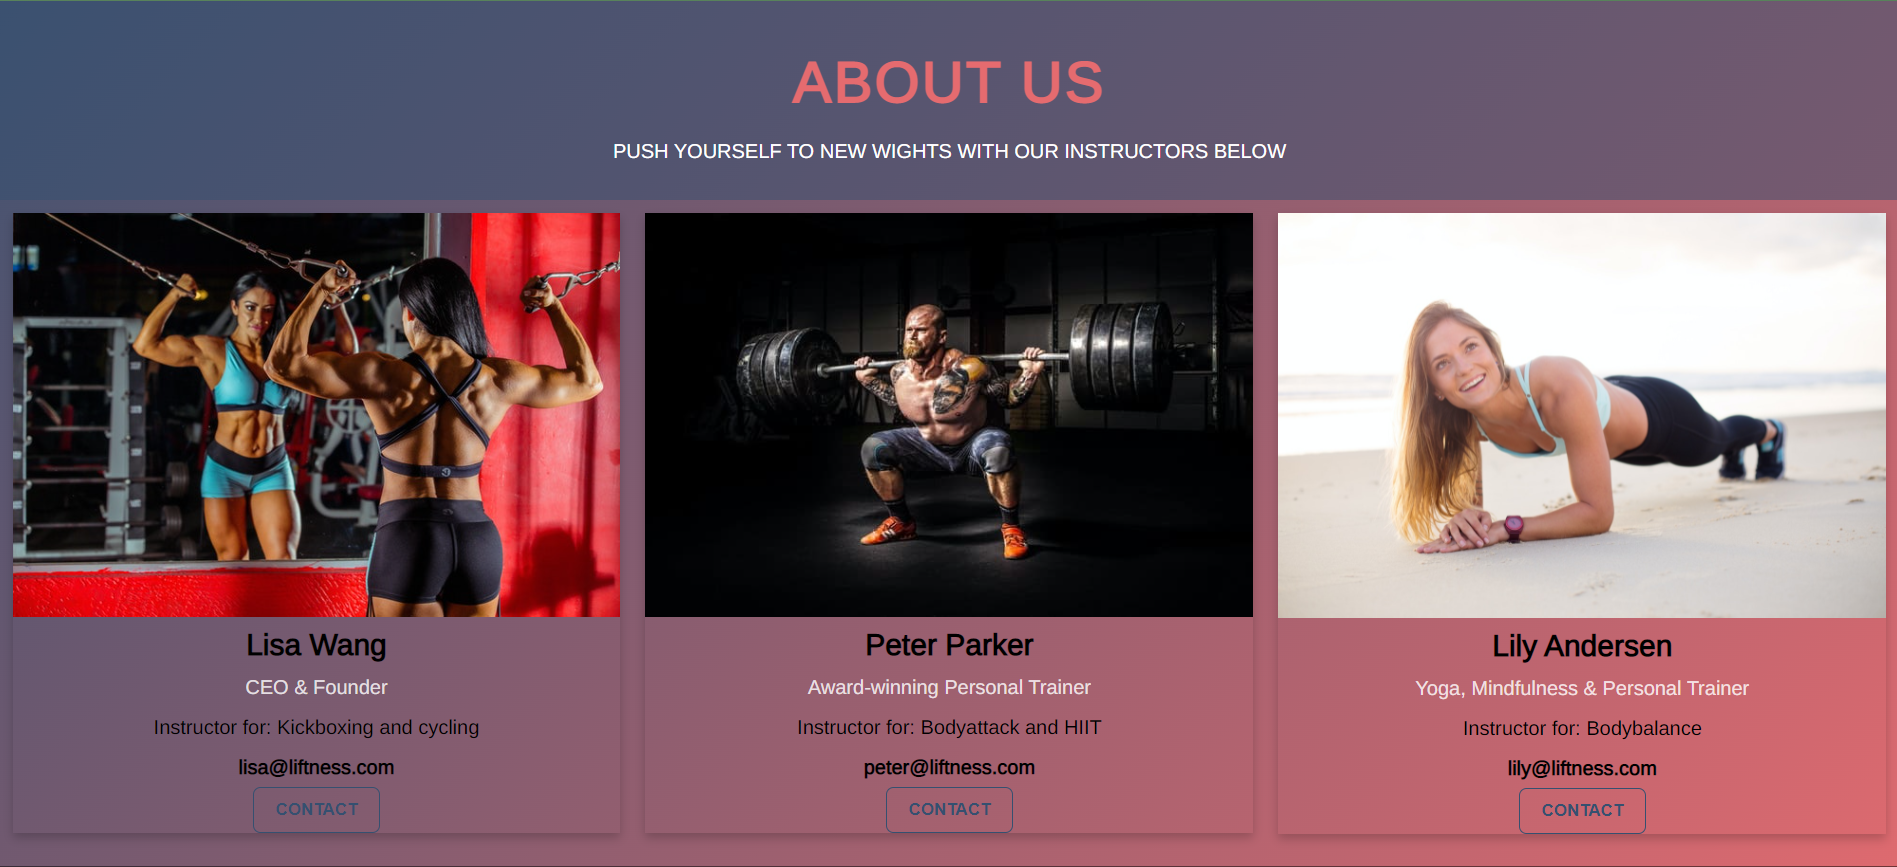 ABOUT US
PUSH YOURSELF TO NEW WIGHTS WITH OUR INSTRUCTORS BELOW
Lisa Wang
CEO & Founder
Instructor for: Kickboxing and cycling
lisa@liftness.com
CONTACT
Peter Parker
Award-winning Personal Trainer
Instructor for: Bodyattack and HIIT
peter@liftness.com
CONTACT
Lily Andersen
Yoga, Mindfulness & Personal Trainer
Instructor for: Bodybalance
lily@liftness.com
CONTACT